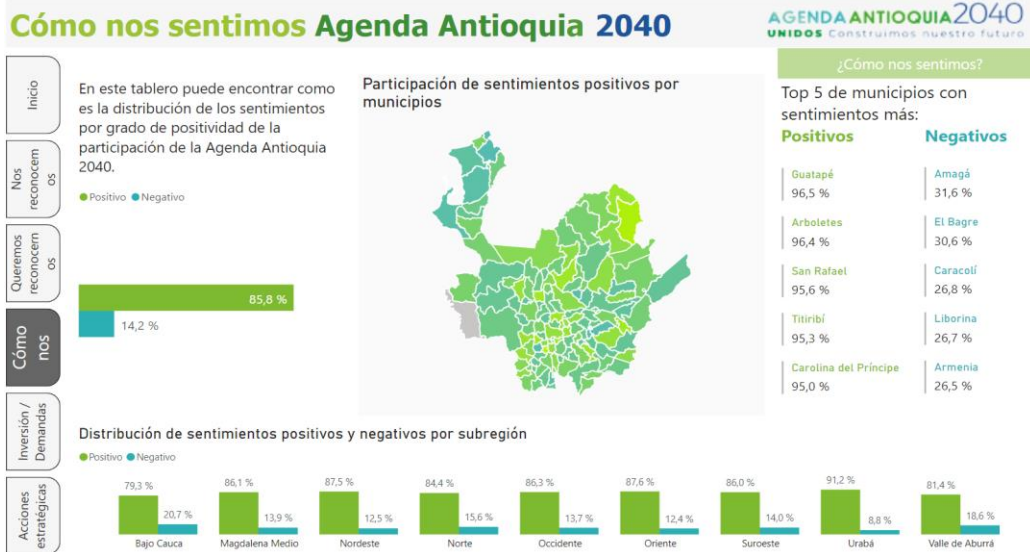 Cómo nos sentimos Agenda Antioquia 2040
AGENDA ANTIOQUIA 2040
UNIDOS Construimos nuestro futuro
Inicio
Nos
reconocem
os
Queremos
reconocern
os
Cómo
nos
Inversión /
Demandas
Acciones
estratégicas
En este tablero puede encontrar como
es la distribución de los sentimientos
por grado de positividad de la
participación de la Agenda Antioquia
2040.
Positivo Negativo
85,8 %
14,2 %
Participación de sentimientos positivos por
municipios
¿Cómo nos sentimos?
Top 5 de municipios con
sentimientos más:
Positivos
Guatapé
96,5 %
Arboletes
96,4 %
San Rafael
95,6 %
Titiribí
95,3 %
Carolina del Príncipe
95,0 %
Negativos
Amagá
31,6 %
El Bagre
30,6 %
Caracolí
26,8 %
Liborina
26,7 %
Armenia
26,5 %
Distribución de sentimientos positivos y negativos por subregión
Positivo Negativo
79,3 %
20,7 %
Bajo Cauca
86,1 %
13,9 %
Magdalena Medio
87,5 %
12,5 %
Nordeste
84,4 %
15,6 %
Norte
86,3 %
13,7 %
Occidente
87,6 %
12,4 %
Oriente
86,0 %
14,0 %
Suroeste
91,2 %
8,8 %
Urabá
81,4 %
18,6 %
Valle de Aburrá